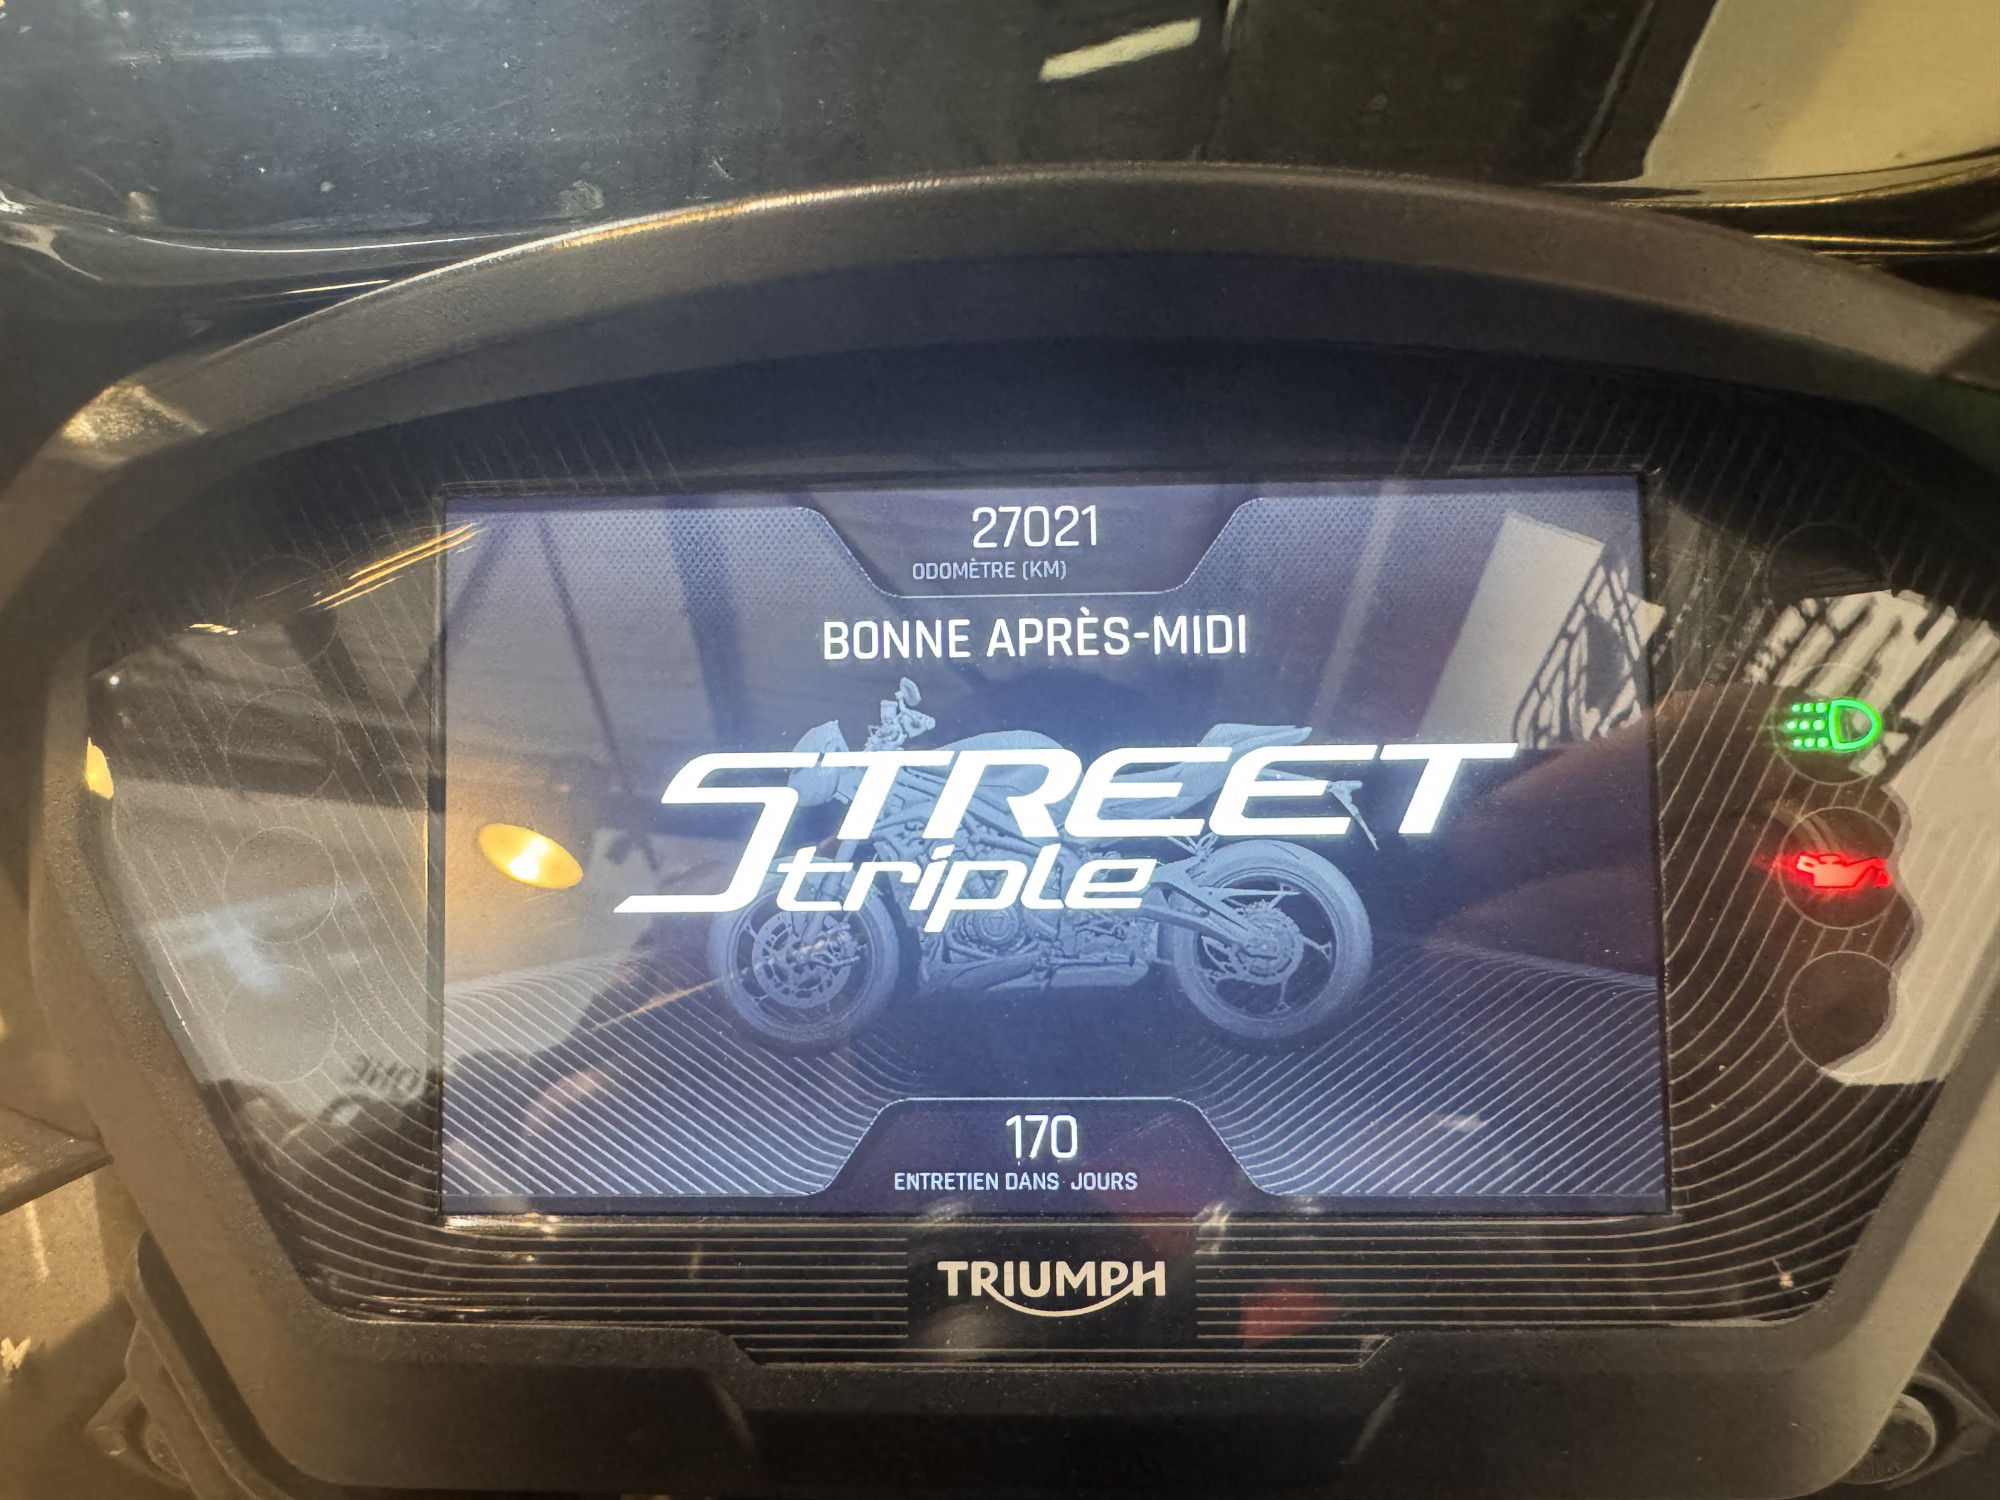 27021
ODOMÈTRE (KM)
BONNE APRÈS-MIDI
STREET
triple
170
ENTRETIEN DANS JOURS
TRIUMPH